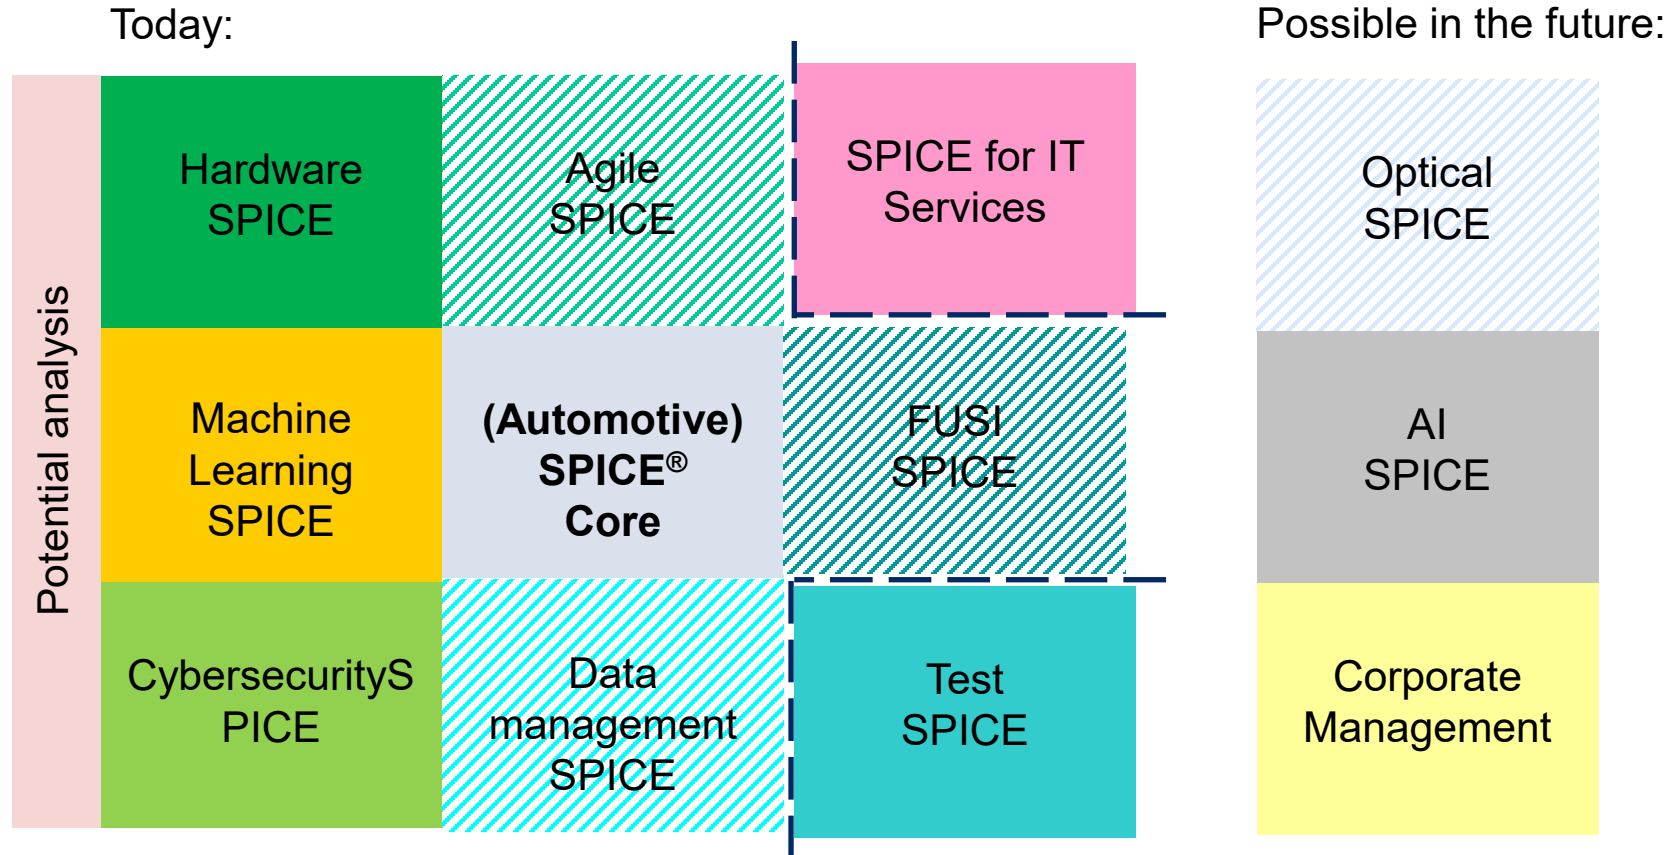 Today:
Possible in the future:
Potential analysis
Hardware
SPICE
Agile
SPICE
SPICE for IT
Services
Optical
SPICE
Machine
Learning
SPICE
(Automotive)
SPICE®
Core
FUSI
SPICE
AI
SPICE
CybersecurityS
PICE
Data
management
SPICE
Test
SPICE
Corporate
Management